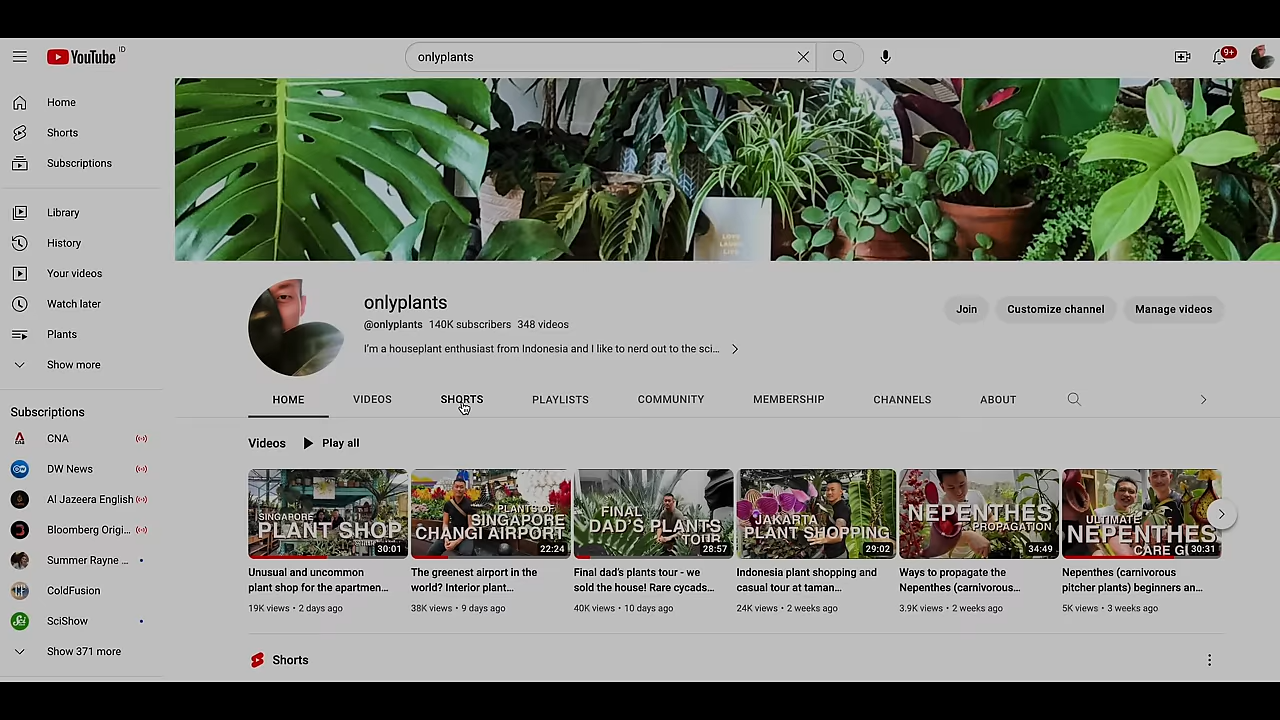 YouTube ID
onlyplants
9+
Home
Shorts
Subscriptions
Library
History
Your videos
Watch later
Plants
Show more
Subscriptions
CNA
DW News
Al Jazeera English
Bloomberg Origi...
Summer Rayne ...
ColdFusion
SciShow
Show 371 more
onlyplants
@onlyplants 140K subscribers 348 videos
I'm a houseplant enthusiast from Indonesia and I like to nerd out to the sci...
Join
Customize channel
Manage videos
HOME
VIDEOS
SHORTS
PLAYLISTS
COMMUNITY
MEMBERSHIP
CHANNELS
ABOUT
Videos
Play all
SINGAPORE
PLANT SHOP
30:01
Unusual and uncommon
plant shop for the apartmen...
19K views • 2 days ago
PLANTS OF
SINGAPORE
CHANGI AIRPORT
22:24
The greenest airport in the
world? Interior plant...
38K views • 9 days ago
FINAL
DAD'S PLANTS
TOUR
28:57
Final dad's plants tour - we
sold the house! Rare cycads...
40K views • 10 days ago
JAKARTA
PLANT SHOPPING
29:02
Indonesia plant shopping and
casual tour at taman...
24K views • 2 weeks ago
NEPENTHES
PROPAGATION
34:49
Ways to propagate the
Nepenthes (carnivorous...
3.9K views • 2 weeks ago
ULTIMATE
NEPENTHES
CARE GU
30:31
Nepenthes (carnivorous
pitcher plants) beginners an...
5K views • 3 weeks ago
Shorts